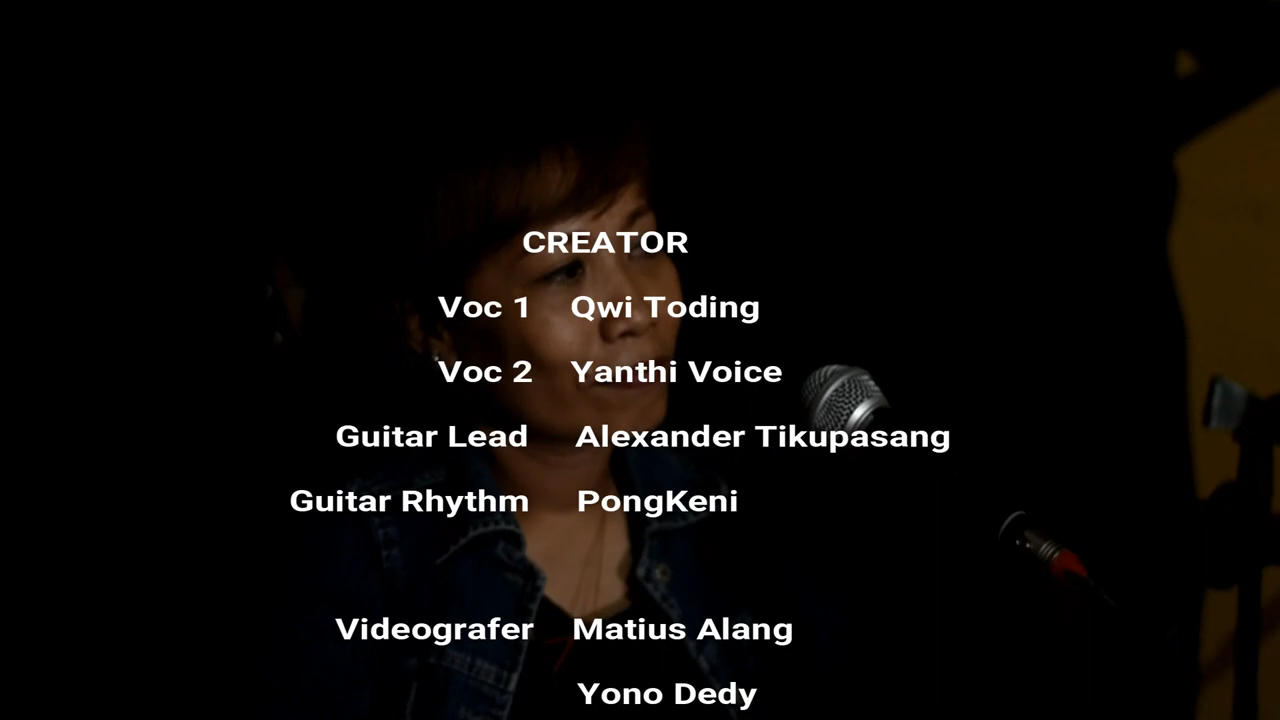 CREATOR
Voc 1 Qwi Toding
Voc 2 Yanthi Voice
Guitar Lead Alexander Tikupasang
Guitar Rhythm PongKeni
Videografer Matius Alang
Yono Dedy